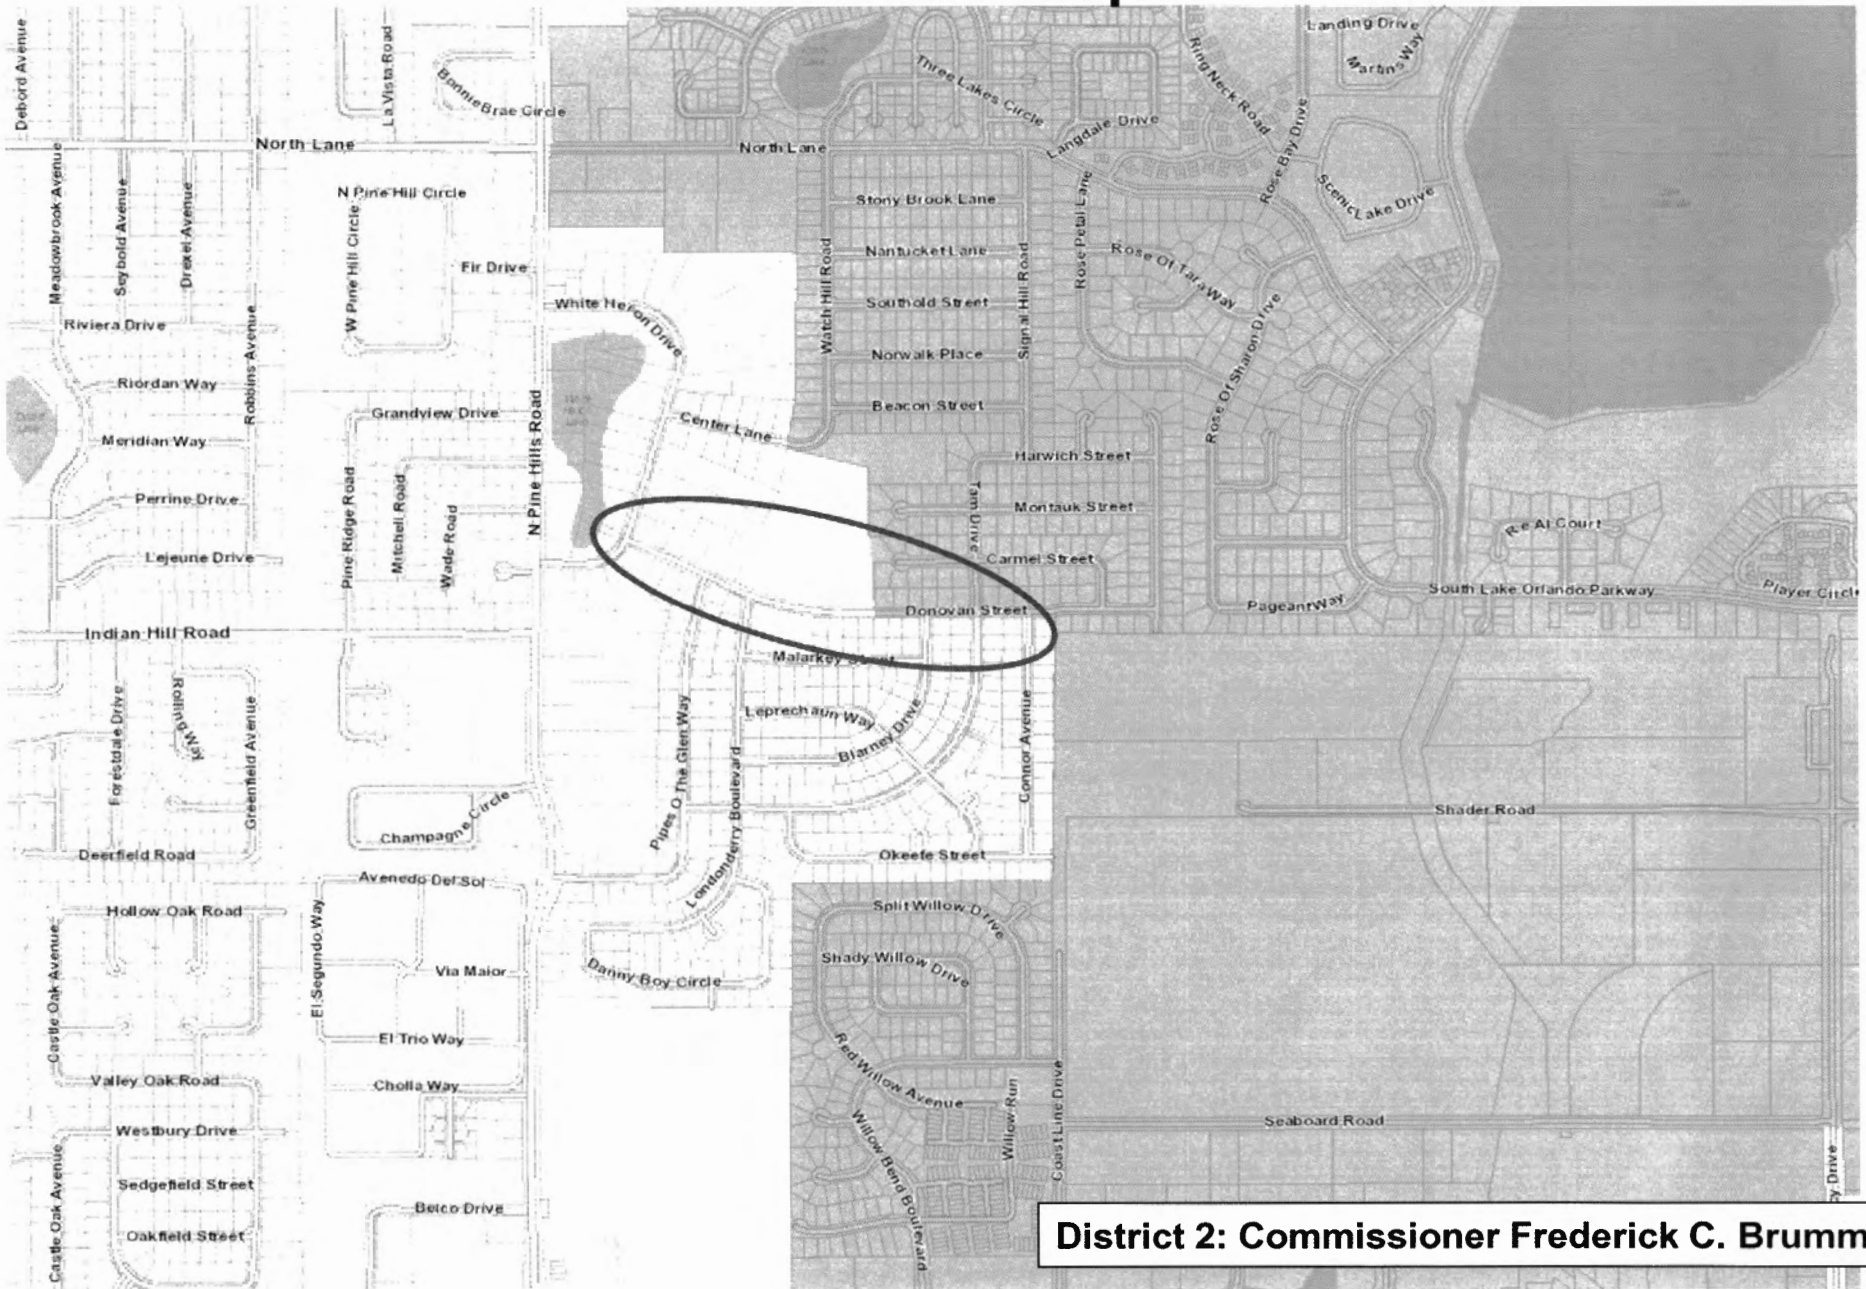 Debord Avenue
La Vista Road
Bonnie Brae Circle
Three Lakes Circle
Ring Neck Road
Landing Drive
Martins Way
North Lane
North Lane
Langdale Drive
Rose Bay Drive
Meadowbrook Avenue
Seybold Avenue
Drexel Avenue
N Pine Hill Circle
W Pine Hill Circle
Stony Brook Lane
Rose Petal Lane
Scenic Lake Drive
Fir Drive
Nantucket Lane
Rose Of Tara Way
White Heron Drive
Watch Hill Road
Southold Street
Signal Hill Road
Riviera Drive
Robbins Avenue
Norwalk Place
Rose Of Sharon Drive
Riordan Way
Grandview Drive
N Pine Hills Road
Center Lane
Beacon Street
Meridian Way
Harwich Street
Perrine Drive
Pine Ridge Road
Mitchell Road
Wade Road
Tam Drive
Montauk Street
Re Al Court
Lejeune Drive
Carmel Street
South Lake Orlando Parkway
Player Circle
Donovan Street
Pageant Way
Indian Hill Road
Malarkey Street
Forestdale Drive
Rolling Way
Greenfield Avenue
Pipes O The Glen Way
Leprechaun Way
Blarney Drive
Connor Avenue
Londonderry Boulevard
Champagne Circle
Shader Road
Deerfield Road
Okeefe Street
Avenedo Del Sol
Hollow Oak Road
Split Willow Drive
Castle Oak Avenue
El Segundo Way
Via Maior
Danny Boy Circle
Shady Willow Drive
El Trio Way
Valley Oak Road
Cholla Way
Red Willow Avenue
Willow Run
Coast Line Drive
Westbury Drive
Seaboard Road
Castle Oak Avenue
Sedgefield Street
Willow Bend Boulevard
cy Drive
Belco Drive
Oakfield Street
District 2: Commissioner Frederick C. Brumm